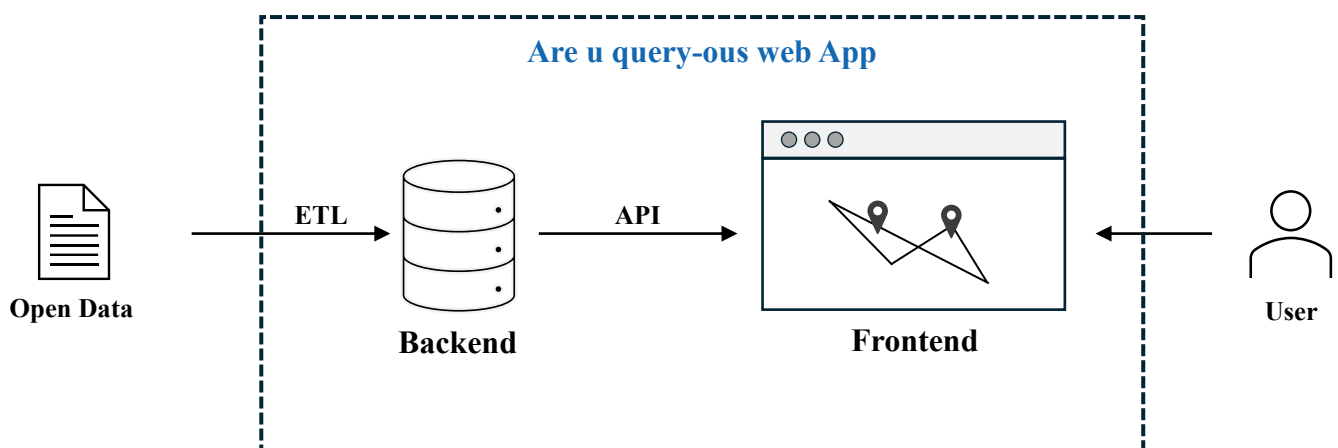 Are u query-ous web App
ETL
API
Open Data
Backend
Frontend
User